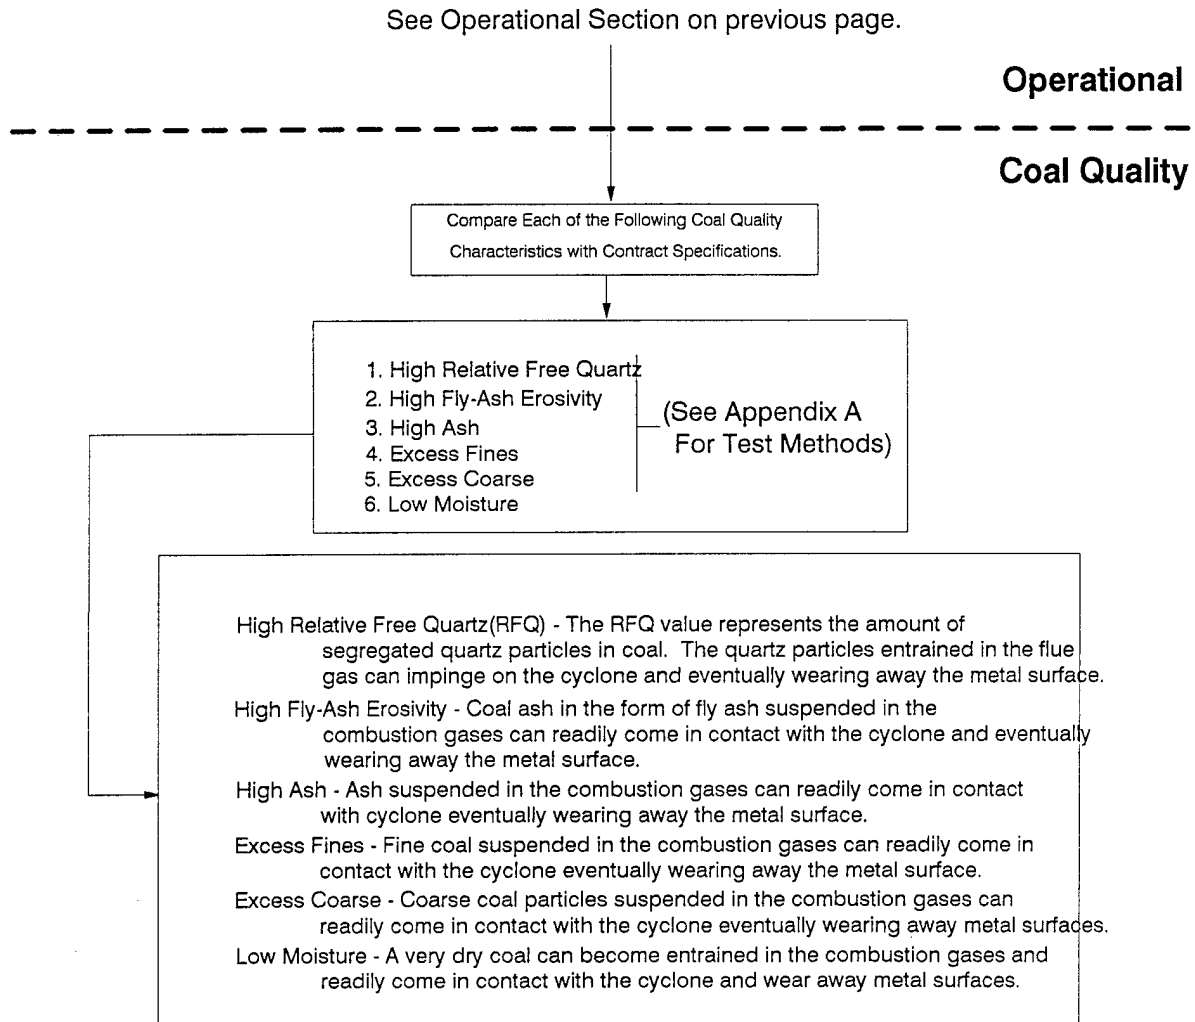 See Operational Section on previous page.
Operational
Coal Quality
Compare Each of the Following Coal Quality
Characteristics with Contract Specifications.
1. High Relative Free Quartz
2. High Fly-Ash Erosivity
3. High Ash
4. Excess Fines
5. Excess Coarse
6. Low Moisture
(See Appendix A
For Test Methods)
High Relative Free Quartz(RFQ) - The RFQ value represents the amount of
segregated quartz particles in coal. The quartz particles entrained in the flue
gas can impinge on the cyclone and eventually wearing away the metal surface.
High Fly-Ash Erosivity - Coal ash in the form of fly ash suspended in the
combustion gases can readily come in contact with the cyclone and eventually
wearing away the metal surface.
High Ash - Ash suspended in the combustion gases can readily come in contact
with cyclone eventually wearing away the metal surface.
Excess Fines - Fine coal suspended in the combustion gases can readily come in
contact with the cyclone eventually wearing away the metal surface.
Excess Coarse - Coarse coal particles suspended in the combustion gases can
readily come in contact with the cyclone eventually wearing away metal surfaces.
Low Moisture - A very dry coal can become entrained in the combustion gases and
readily come in contact with the cyclone and wear away metal surfaces.